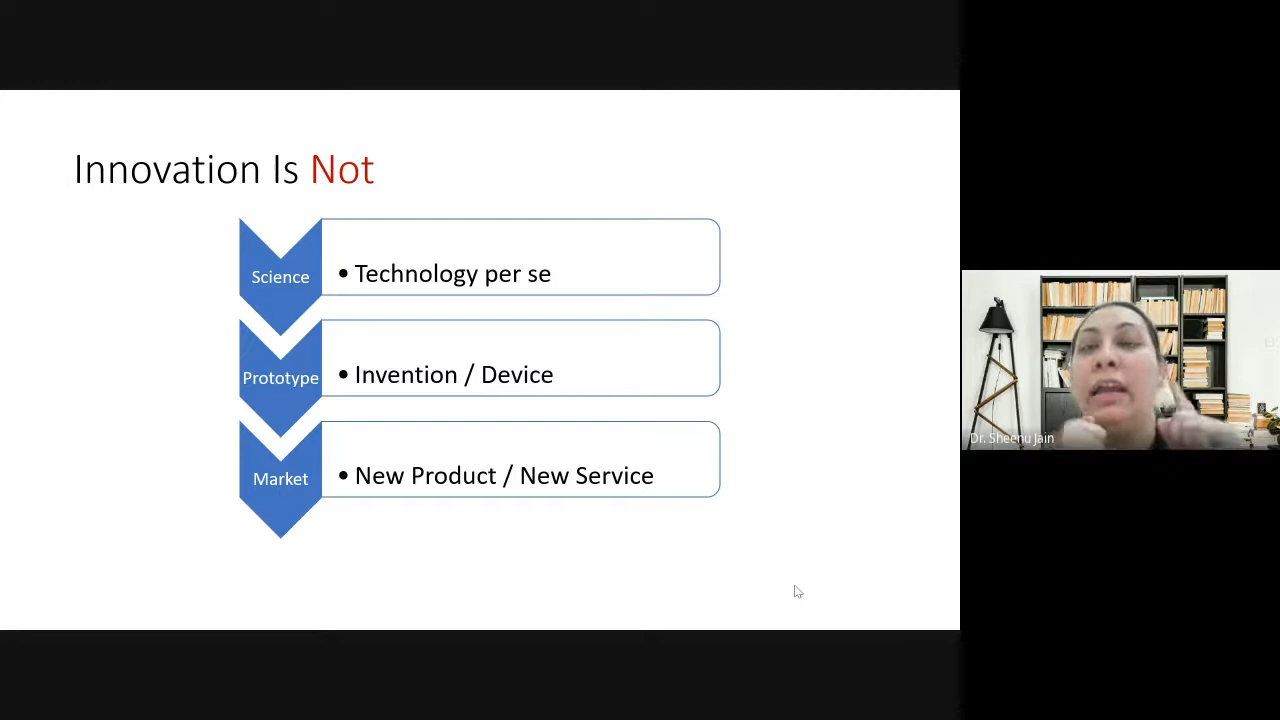 Innovation Is Not
Science
• Technology per se
Prototype
• Invention / Device
Market
• New Product / New Service
Dr. Sheenu Jain